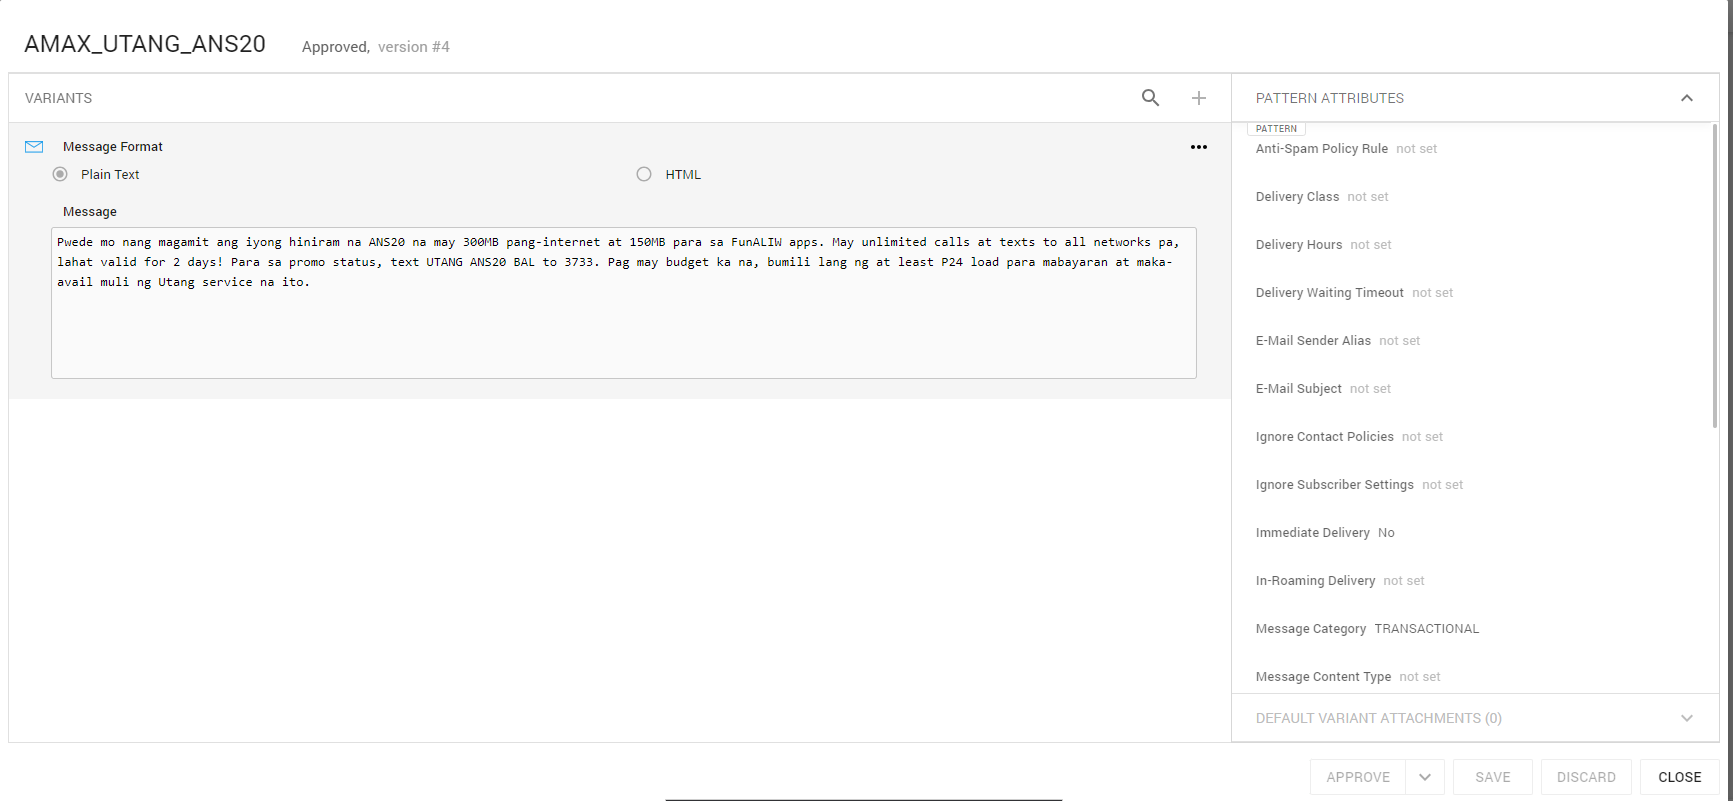 AMAX_UTANG_ANS20 Approved, version #4
VARIANTS
Message Format
Plain Text HTML
Message
Pwede mo nang magamit ang iyong hiniram na ANS20 na may 300MB pang-internet at 150MB para sa FunALIW apps. May unlimited calls at texts to all networks pa,
lahat valid for 2 days! Para sa promo status, text UTANG ANS20 BAL to 3733. Pag may budget ka na, bumili lang ng at least P24 load para mabayaran at maka-
avail muli ng Utang service na ito.
PATTERN ATTRIBUTES
PATTERN
Anti-Spam Policy Rule not set
Delivery Class not set
Delivery Hours not set
Delivery Waiting Timeout not set
E-Mail Sender Alias not set
E-Mail Subject not set
Ignore Contact Policies not set
Ignore Subscriber Settings not set
Immediate Delivery No
In-Roaming Delivery not set
Message Category TRANSACTIONAL
Message Content Type not set
DEFAULT VARIANT ATTACHMENTS (0)
APPROVE SAVE DISCARD CLOSE